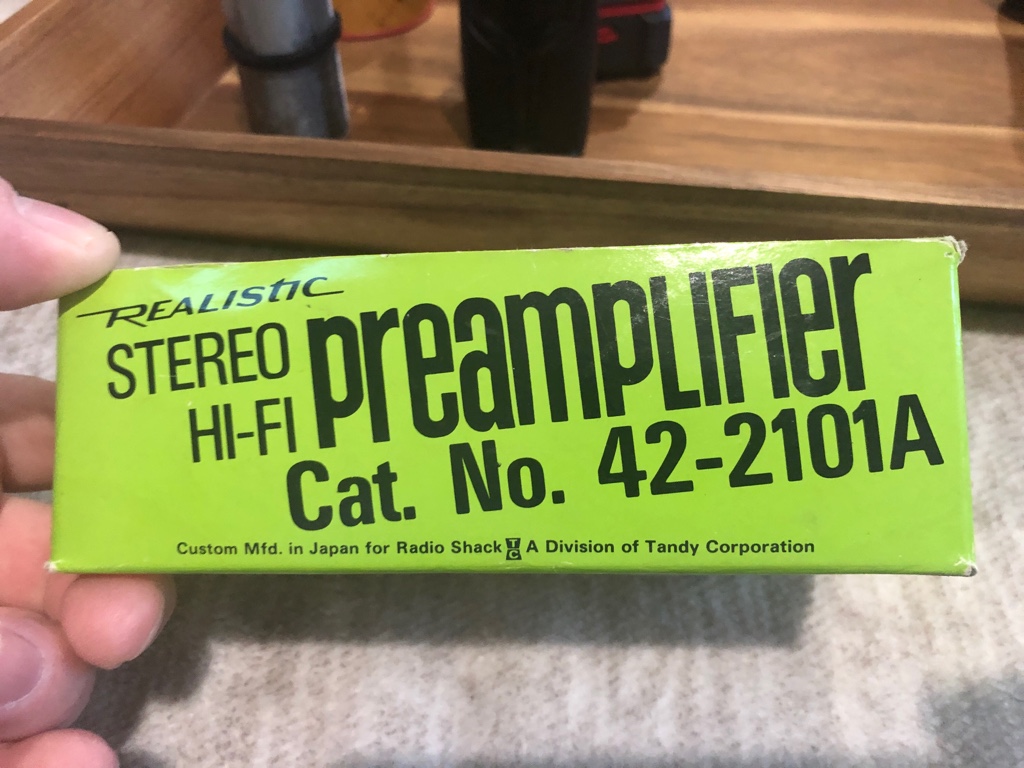 REALISTIC
STEREO preampLIFIer
HI-FI
Cat. No. 42-2101A
Custom Mfd. in Japan for Radio Shack TC A Division of Tandy Corporation